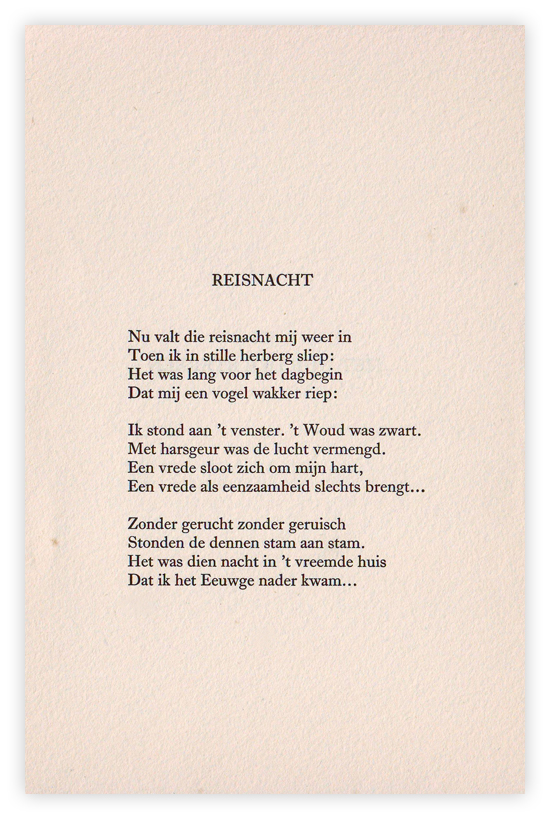 REISNACHT
Nu valt die reisnacht mij weer in
Toen ik in stille herberg sliep:
Het was lang voor het dagbegin
Dat mij een vogel wakker riep:
Ik stond aan ’t venster. ’t Woud was zwart.
Met harsgeur was de lucht vermengd.
Een vrede sloot zich om mijn hart,
Een vrede als eenzaamheid slechts brengt...
Zonder gerucht zonder geruisch
Stonden de dennen stam aan stam.
Het was dien nacht in ’t vreemde huis
Dat ik het Eeuwge nader kwam...